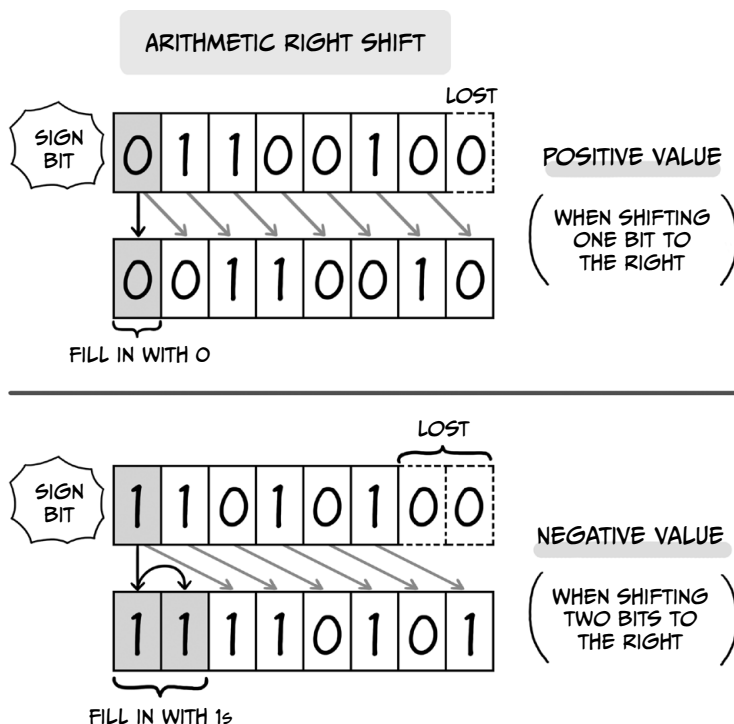 ARITHMETIC RIGHT SHIFT
LOST
SIGN
BIT
0 1 1 0 0 1 0 0
POSITIVE VALUE
WHEN SHIFTING
ONE BIT TO
THE RIGHT
0 0 1 1 0 0 1 0
FILL IN WITH 0
LOST
SIGN
BIT
1 1 0 1 0 1 0 0
NEGATIVE VALUE
WHEN SHIFTING
TWO BITS TO
THE RIGHT
1 1 1 1 0 1 0 1
FILL IN WITH 1s